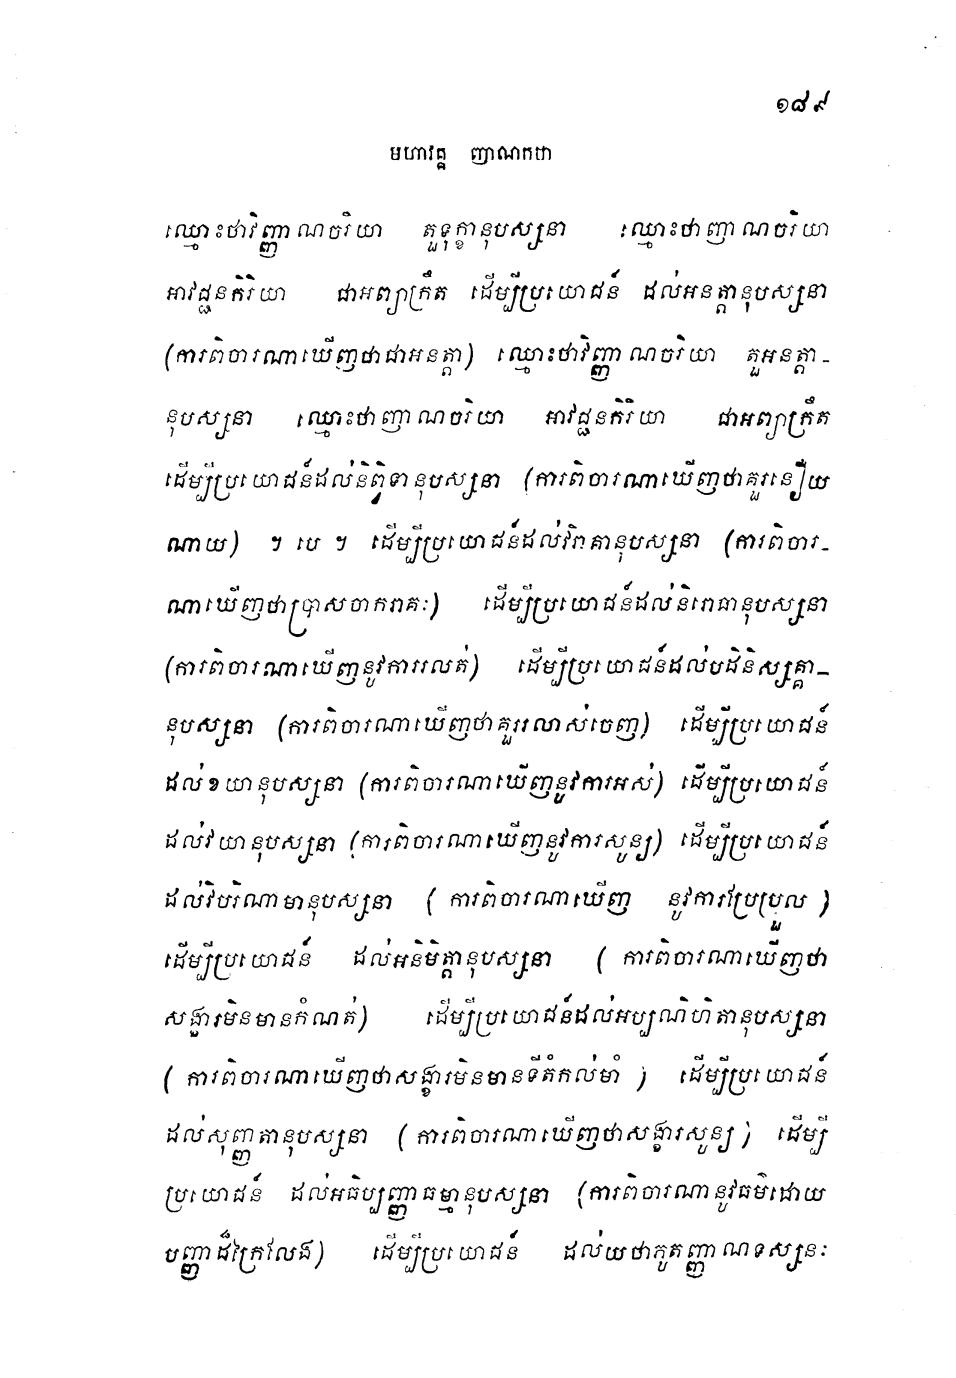 ១៨៩
មហាវគ្គ ញាណកថា
ឈ្មោះថាវិញ្ញាណចរិយា តួទុក្ខានុបស្សនា ឈ្មោះថាញាណចរិយា
អាវជ្ជនកិរិយា ជាអព្យាក្រឹត ដើម្បីប្រយោជន៍ ដល់អនត្តានុបស្សនា
(ការពិចារណាឃើញថាជាអនត្តា) ឈ្មោះថាវិញ្ញាណចរិយា តួអនត្តា-
នុបស្សនា ឈ្មោះថាញាណចរិយា អាវជ្ជនកិរិយា ជាអព្យាក្រឹត
ដើម្បីប្រយោជន៍ដល់និព្វិទានុបស្សនា (ការពិចារណាឃើញថាគួរនឿយ
ណាយ) ។ បេ ។ ដើម្បីប្រយោជន៍ដល់វិរាគានុបស្សនា (ការពិចារ-
ណាឃើញថាប្រាសចាករាគៈ) ដើម្បីប្រយោជន៍ដល់និរោធានុបស្សនា
(ការពិចារណាឃើញនូវការរលត់) ដើម្បីប្រយោជន៍ដល់បដិនិស្សគ្គា-
នុបស្សនា (ការពិចារណាឃើញថាគួររលាស់ចេញ) ដើម្បីប្រយោជន៍
ដល់ខយានុបស្សនា (ការពិចារណាឃើញនូវការអស់) ដើម្បីប្រយោជន៍
ដល់វយានុបស្សនា (ការពិចារណាឃើញនូវការសូន្យ) ដើម្បីប្រយោជន៍
ដល់វិបរិណាមានុបស្សនា ( ការពិចារណាឃើញ នូវការប្រែប្រួល )
ដើម្បីប្រយោជន៍ ដល់អនិមិត្តានុបស្សនា ( ការពិចារណាឃើញថា
សង្ខារមិនមានកំណត់) ដើម្បីប្រយោជន៍ដល់អប្បណិហិតានុបស្សនា
( ការពិចារណាឃើញថាសង្ខារមិនមានទីតំកល់មាំ ) ដើម្បីប្រយោជន៍
ដល់សុញ្ញតានុបស្សនា ( ការពិចារណាឃើញថាសង្ខារសូន្យ ) ដើម្បី
ប្រយោជន៍ ដល់អធិប្បញ្ញាធម្មានុបស្សនា (ការពិចារណានូវធម៌ដោយ
បញ្ញាដ៏ក្រៃលែង) ដើម្បីប្រយោជន៍ ដល់យថាភូតញ្ញាណទស្សនៈ